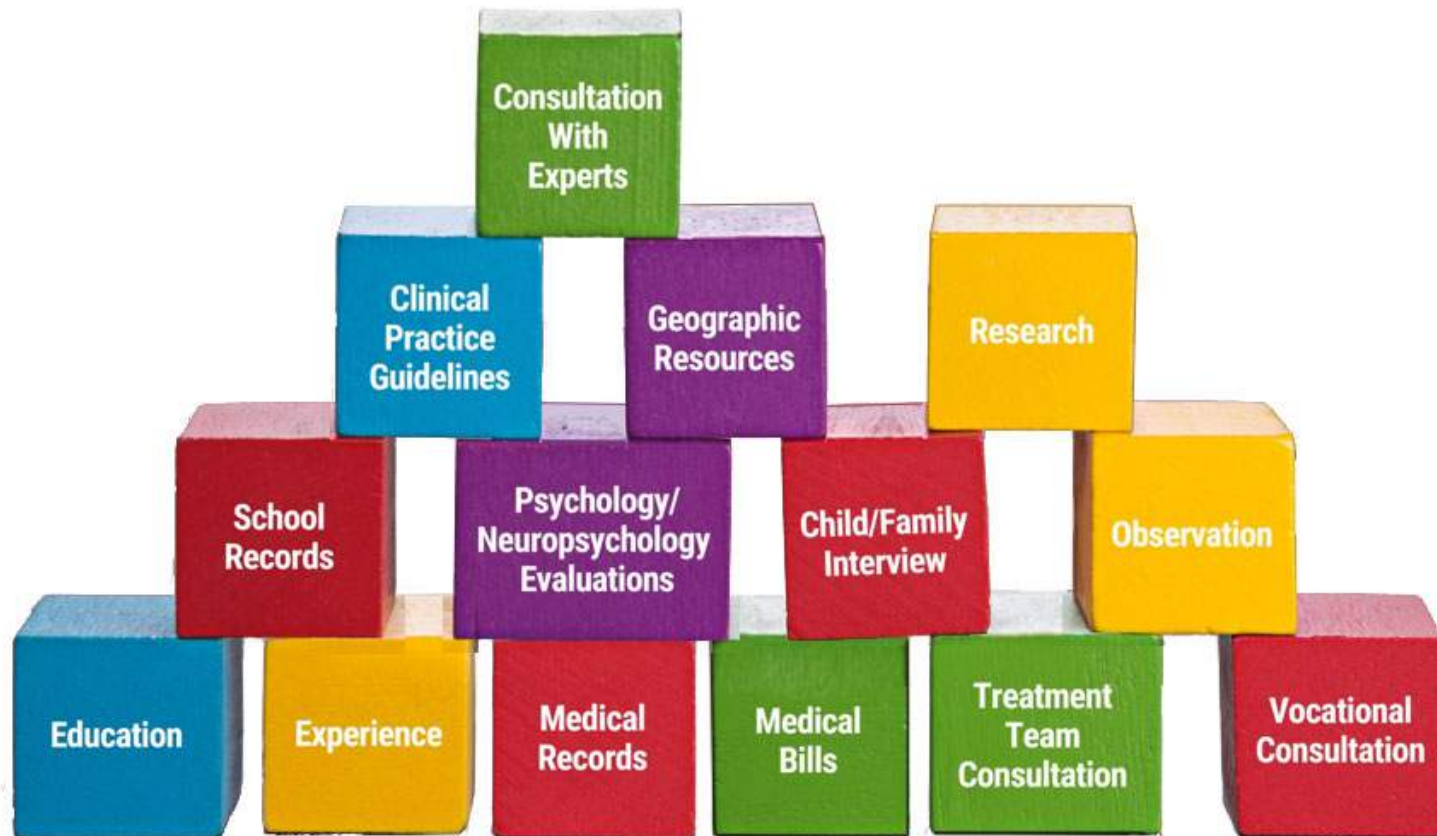 Consultation
With
Experts
Clinical
Practice
Guidelines
Geographic
Resources
Research
School
Records
Psychology/
Neuropsychology
Evaluations
Child/Family
Interview
Observation
Education
Experience
Medical
Records
Medical
Bills
Treatment
Team
Consultation
Vocational
Consultation